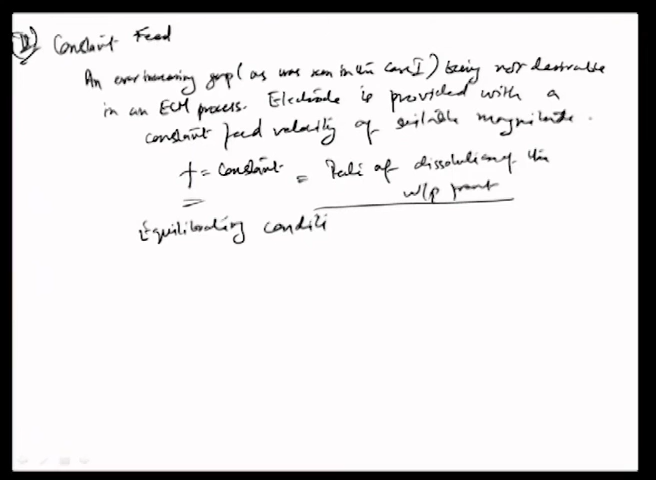 II) Constant Feed
An ever increasing gap (as was seen in the Case I) being not desirable
in an ECM process. Electrode is provided with a
constant feed velocity of suitable magnitude.
f = constant = Rate of dissolution of the
w/p front
Equilibrating conditi